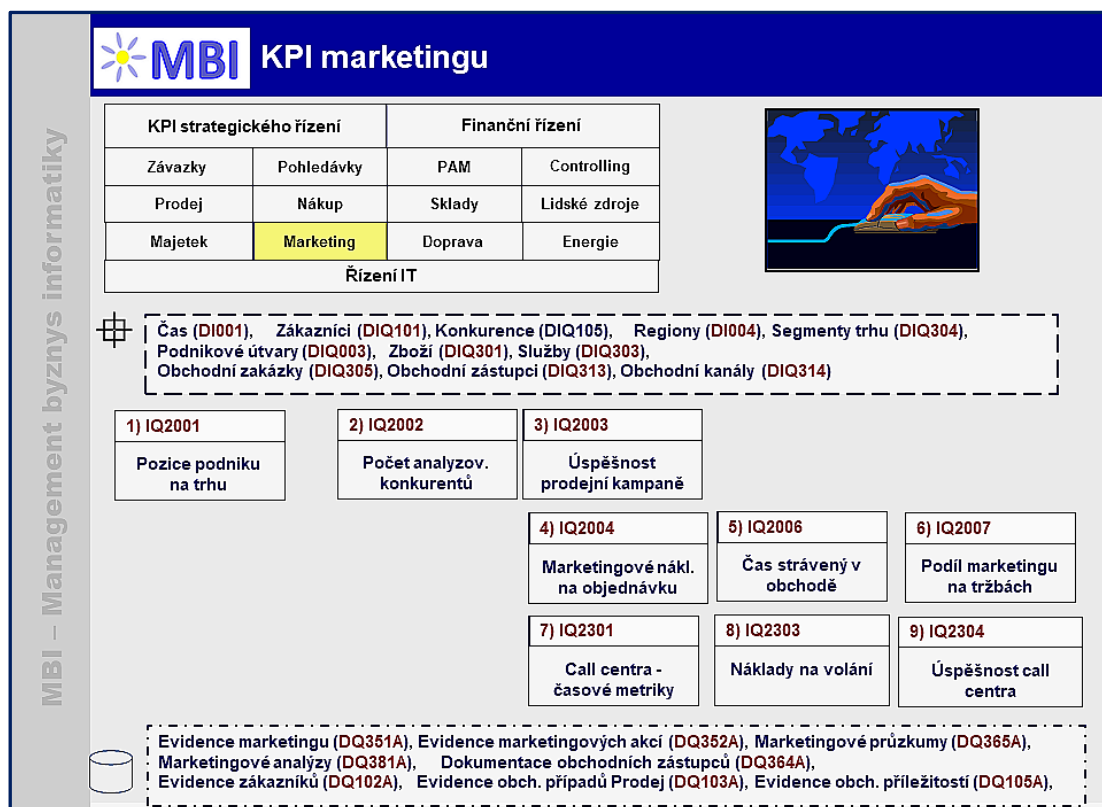 MBI – Management byznys informatiky
MBI KPI marketingu
KPI strategického řízení Finanční řízení
Závazky Pohledávky PAM Controlling
Prodej Nákup Sklady Lidské zdroje
Majetek Marketing Doprava Energie
Řízení IT
Čas (DI001), Zákazníci (DIQ101), Konkurence (DIQ105), Regiony (DI004), Segmenty trhu (DIQ304),
Podnikové útvary (DIQ003), Zboží (DIQ301), Služby (DIQ303),
Obchodní zakázky (DIQ305), Obchodní zástupci (DIQ313), Obchodní kanály (DIQ314)
1) IQ2001
Pozice podniku
na trhu
2) IQ2002
Počet analyzov.
konkurentů
3) IQ2003
Úspěšnost
prodejní kampaně
4) IQ2004
Marketingové nákl.
na objednávku
5) IQ2006
Čas strávený v
obchodě
6) IQ2007
Podíl marketingu
na tržbách
7) IQ2301
Call centra -
časové metriky
8) IQ2303
Náklady na volání
9) IQ2304
Úspěšnost call
centra
Evidence marketingu (DQ351A), Evidence marketingových akcí (DQ352A), Marketingové průzkumy (DQ365A),
Marketingové analýzy (DQ381A), Dokumentace obchodních zástupců (DQ364A),
Evidence zákazníků (DQ102A), Evidence obch. případů Prodej (DQ103A), Evidence obch. příležitostí (DQ105A),